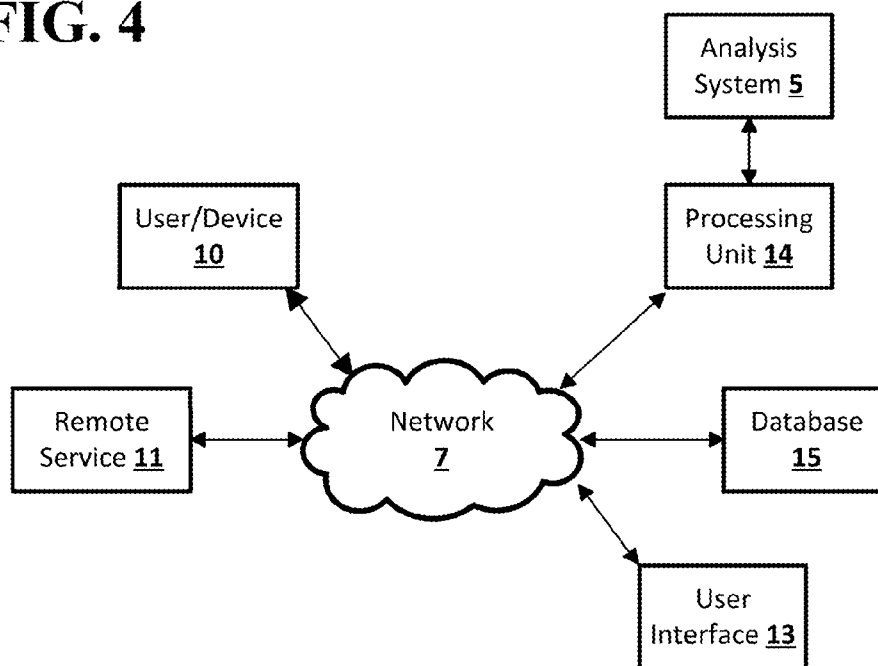 FIG. 4
Analysis
System 5
User/Device
10
Processing
Unit 14
Remote
Service 11
Network
7
Database
15
User
Interface 13